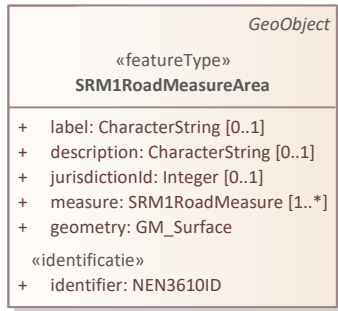 GeoObject
«featureType»
SRM1RoadMeasureArea
+ label: CharacterString [0..1]
+ description: CharacterString [0..1]
+ jurisdictionId: Integer [0..1]
+ measure: SRM1RoadMeasure [1..*]
+ geometry: GM_Surface
«identificatie»
+ identifier: NEN3610ID